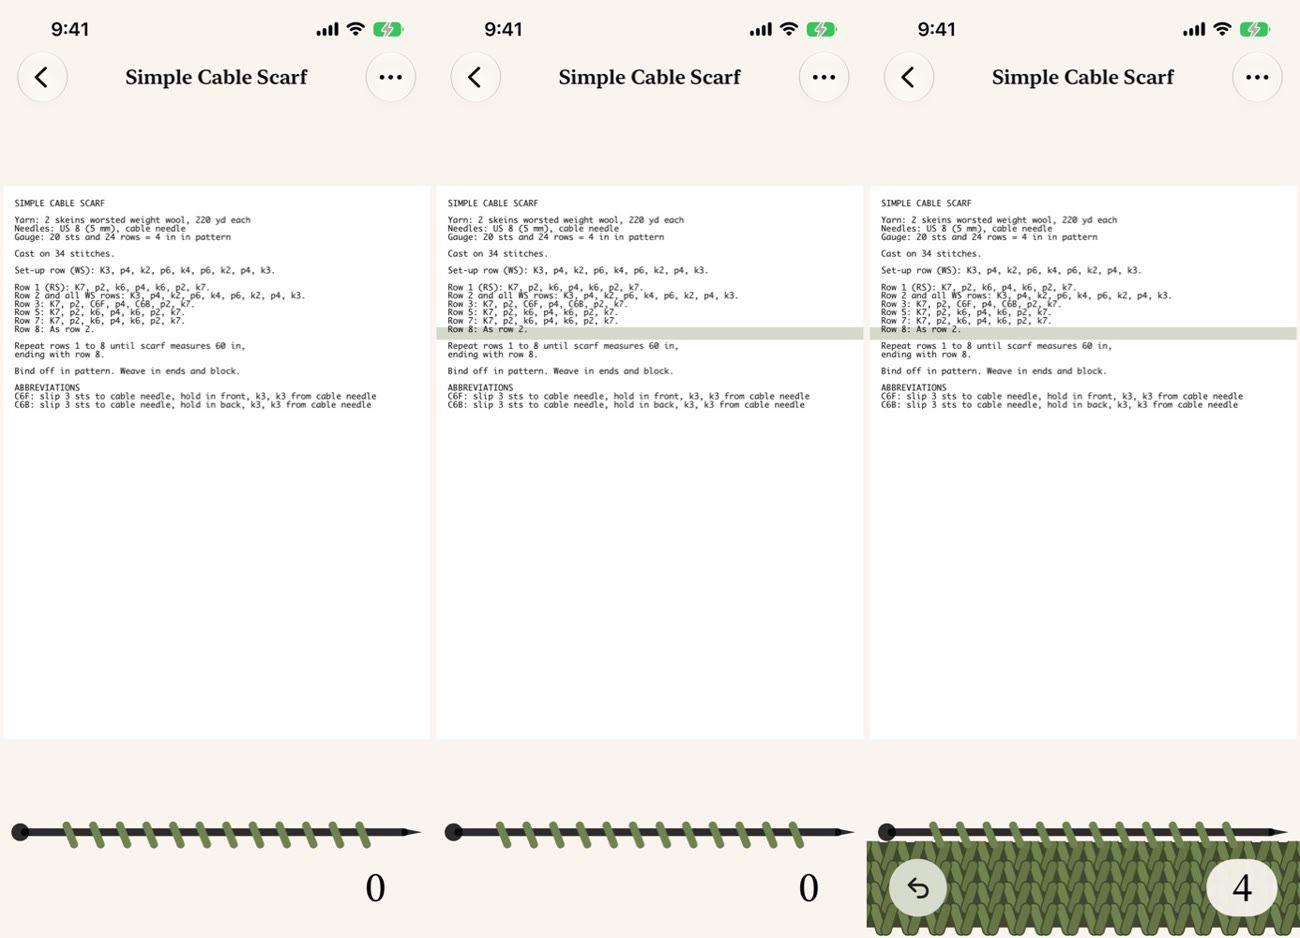 9:41
Simple Cable Scarf
SIMPLE CABLE SCARF
Yarn: 2 skeins worsted weight wool, 220 yd each
Needles: US 8 (5 mm), cable needle
Gauge: 20 sts and 24 rows = 4 in in pattern
Cast on 34 stitches.
Set-up row (WS): K3, p4, k2, p6, k4, p6, k2, p4, k3.
Row 1 (RS): K7, p2, k6, p4, k6, p2, k7.
Row 2 and all WS rows: K3, p4, k2, p6, k4, p6, k2, p4, k3.
Row 3: K7, p2, C6F, p4, C6B, p2, k7.
Row 5: K7, p2, k6, p4, k6, p2, k7.
Row 7: K7, p2, k6, p4, k6, p2, k7.
Row 8: As row 2.
Repeat rows 1 to 8 until scarf measures 60 in,
ending with row 8.
Bind off in pattern. Weave in ends and block.
ABBREVIATIONS
C6F: slip 3 sts to cable needle, hold in front, k3, k3 from cable needle
C6B: slip 3 sts to cable needle, hold in back, k3, k3 from cable needle
0
9:41
Simple Cable Scarf
SIMPLE CABLE SCARF
Yarn: 2 skeins worsted weight wool, 220 yd each
Needles: US 8 (5 mm), cable needle
Gauge: 20 sts and 24 rows = 4 in in pattern
Cast on 34 stitches.
Set-up row (WS): K3, p4, k2, p6, k4, p6, k2, p4, k3.
Row 1 (RS): K7, p2, k6, p4, k6, p2, k7.
Row 2 and all WS rows: K3, p4, k2, p6, k4, p6, k2, p4, k3.
Row 3: K7, p2, C6F, p4, C6B, p2, k7.
Row 5: K7, p2, k6, p4, k6, p2, k7.
Row 7: K7, p2, k6, p4, k6, p2, k7.
Row 8: As row 2.
Repeat rows 1 to 8 until scarf measures 60 in,
ending with row 8.
Bind off in pattern. Weave in ends and block.
ABBREVIATIONS
C6F: slip 3 sts to cable needle, hold in front, k3, k3 from cable needle
C6B: slip 3 sts to cable needle, hold in back, k3, k3 from cable needle
0
9:41
Simple Cable Scarf
SIMPLE CABLE SCARF
Yarn: 2 skeins worsted weight wool, 220 yd each
Needles: US 8 (5 mm), cable needle
Gauge: 20 sts and 24 rows = 4 in in pattern
Cast on 34 stitches.
Set-up row (WS): K3, p4, k2, p6, k4, p6, k2, p4, k3.
Row 1 (RS): K7, p2, k6, p4, k6, p2, k7.
Row 2 and all WS rows: K3, p4, k2, p6, k4, p6, k2, p4, k3.
Row 3: K7, p2, C6F, p4, C6B, p2, k7.
Row 5: K7, p2, k6, p4, k6, p2, k7.
Row 7: K7, p2, k6, p4, k6, p2, k7.
Row 8: As row 2.
Repeat rows 1 to 8 until scarf measures 60 in,
ending with row 8.
Bind off in pattern. Weave in ends and block.
ABBREVIATIONS
C6F: slip 3 sts to cable needle, hold in front, k3, k3 from cable needle
C6B: slip 3 sts to cable needle, hold in back, k3, k3 from cable needle
4